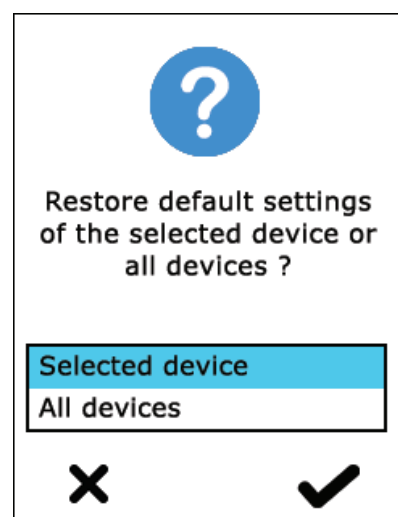 Restore default settings
of the selected device or
all devices ?
Selected device
All devices